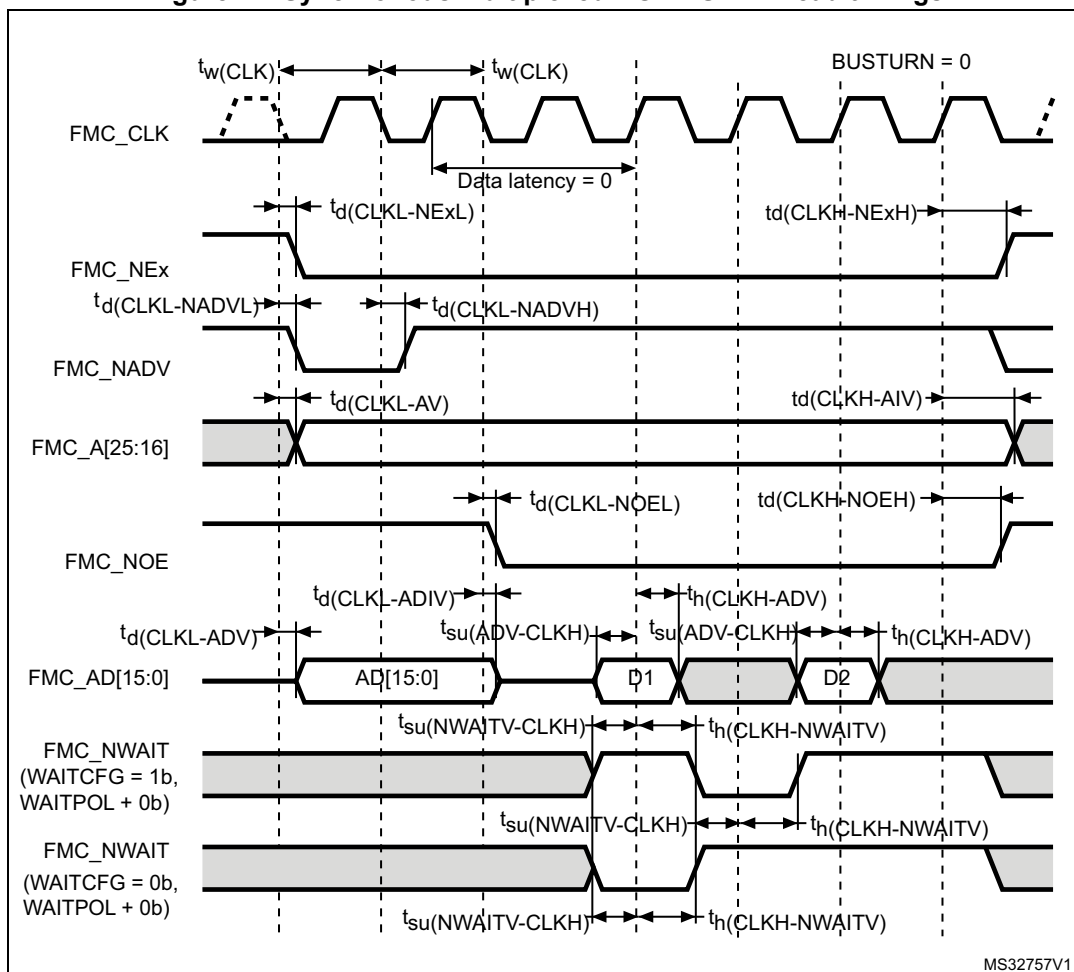 tw(CLK) tw(CLK) BUSTURN = 0
FMC_CLK
Data latency = 0
td(CLKL-NExL) td(CLKH-NExH)
FMC_NEx
td(CLKL-NADVL) td(CLKL-NADVH)
FMC_NADV
td(CLKL-AV) td(CLKH-AIV)
FMC_A[25:16]
td(CLKL-NOEL) td(CLKH-NOEH)
FMC_NOE
td(CLKL-ADIV) th(CLKH-ADV)
td(CLKL-ADV) tsu(ADV-CLKH) tsu(ADV-CLKH) th(CLKH-ADV)
FMC_AD[15:0] AD[15:0] D1 D2
tsu(NWAITV-CLKH) th(CLKH-NWAITV)
FMC_NWAIT
(WAITCFG = 1b,
WAITPOL + 0b)
tsu(NWAITV-CLKH) th(CLKH-NWAITV)
FMC_NWAIT
(WAITCFG = 0b,
WAITPOL + 0b)
tsu(NWAITV-CLKH) th(CLKH-NWAITV)
MS32757V1